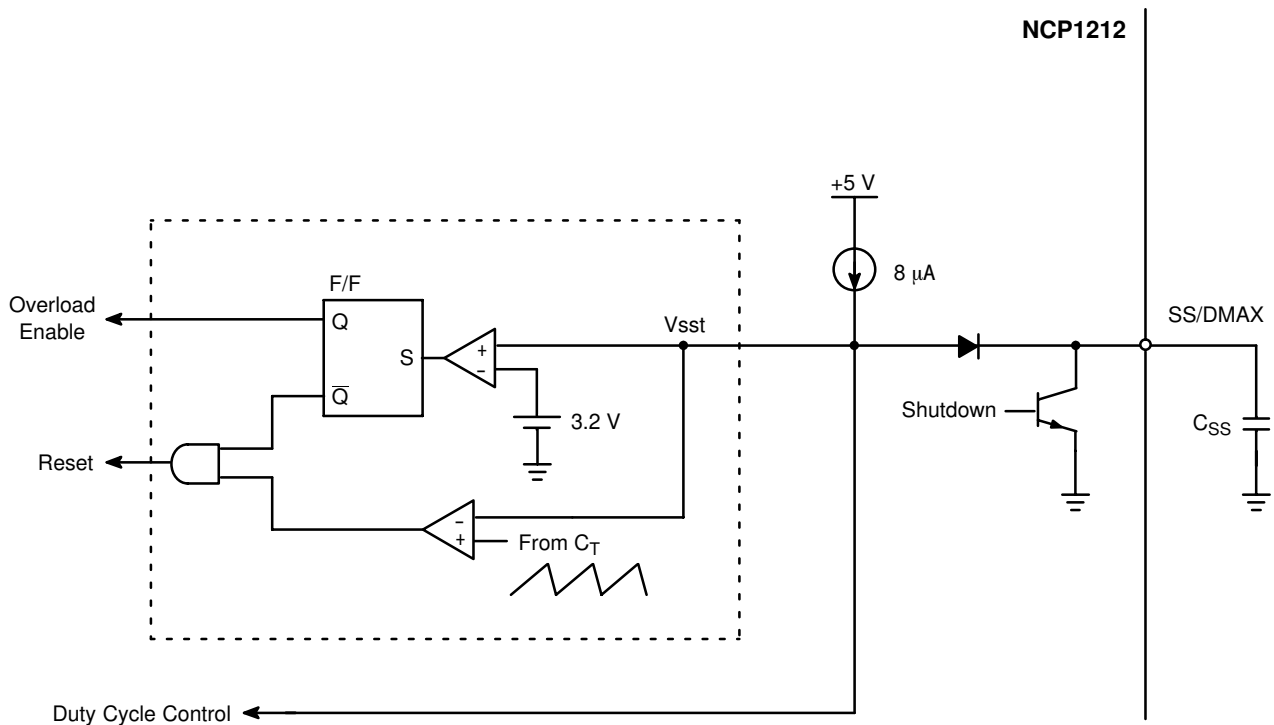 NCP1212
+5 V
8 μA
F/F
Overload
Enable
Q
S
+
−
Vsst
SS/DMAX
Q̅
3.2 V
Shutdown
CSS
Reset
−
+
From CT
Duty Cycle Control